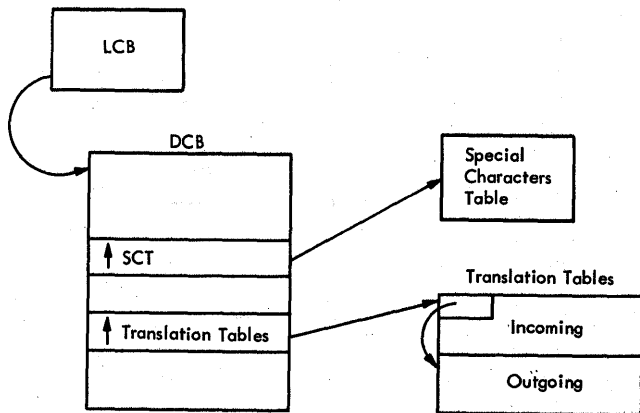 LCB
DCB
Special
Characters
Table
SCT
Translation Tables
Translation Tables
Incoming
Outgoing